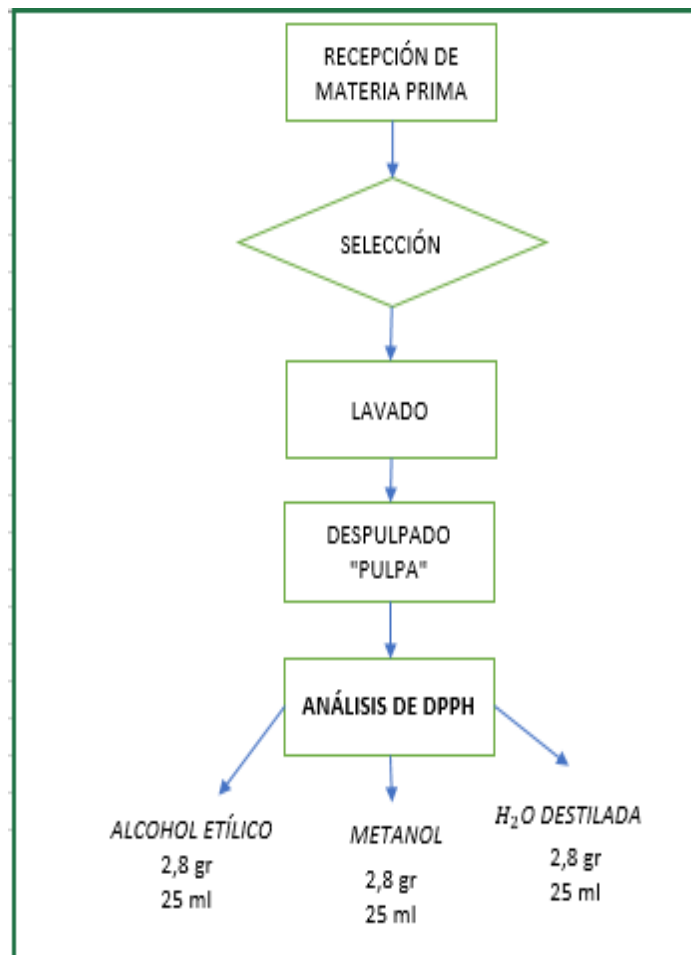 RECEPCIÓN DE
MATERIA PRIMA
SELECCIÓN
LAVADO
DESPULPADO
"PULPA"
ANÁLISIS DE DPPH
ALCOHOL ETÍLICO
2,8 gr
25 ml
METANOL
2,8 gr
25 ml
H₂O DESTILADA
2,8 gr
25 ml